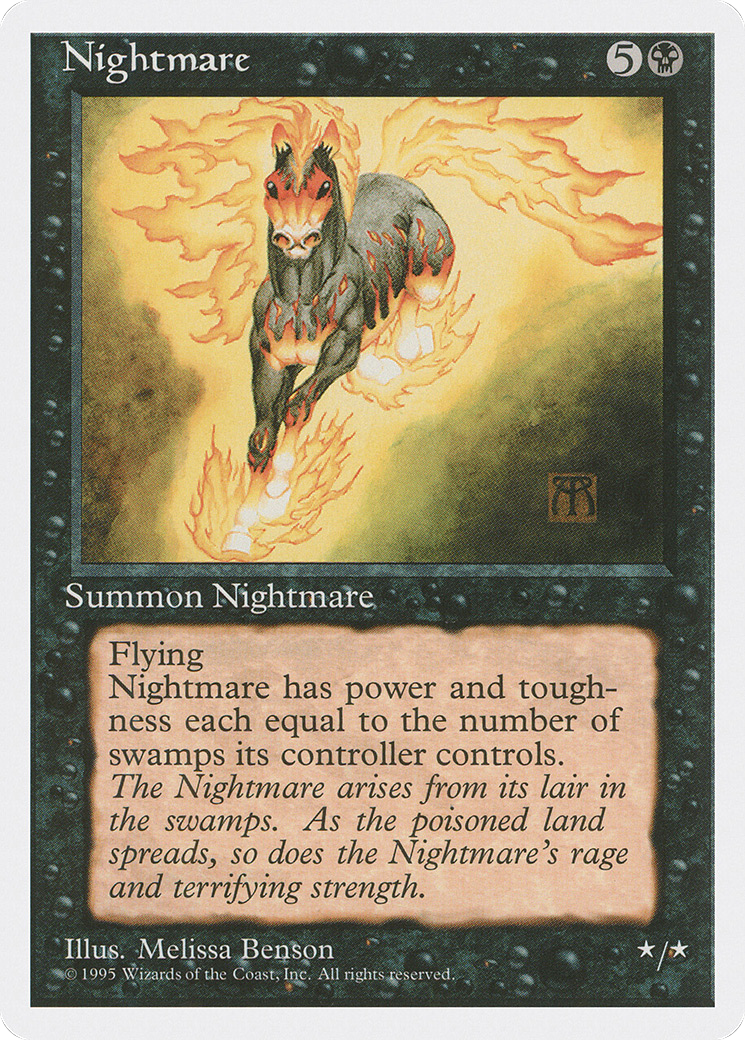 Nightmare 5
Summon Nightmare
Flying
Nightmare has power and tough-
ness each equal to the number of
swamps its controller controls.
The Nightmare arises from its lair in
the swamps. As the poisoned land
spreads, so does the Nightmare's rage
and terrifying strength.
Illus. Melissa Benson ★/★
© 1995 Wizards of the Coast, Inc. All rights reserved.